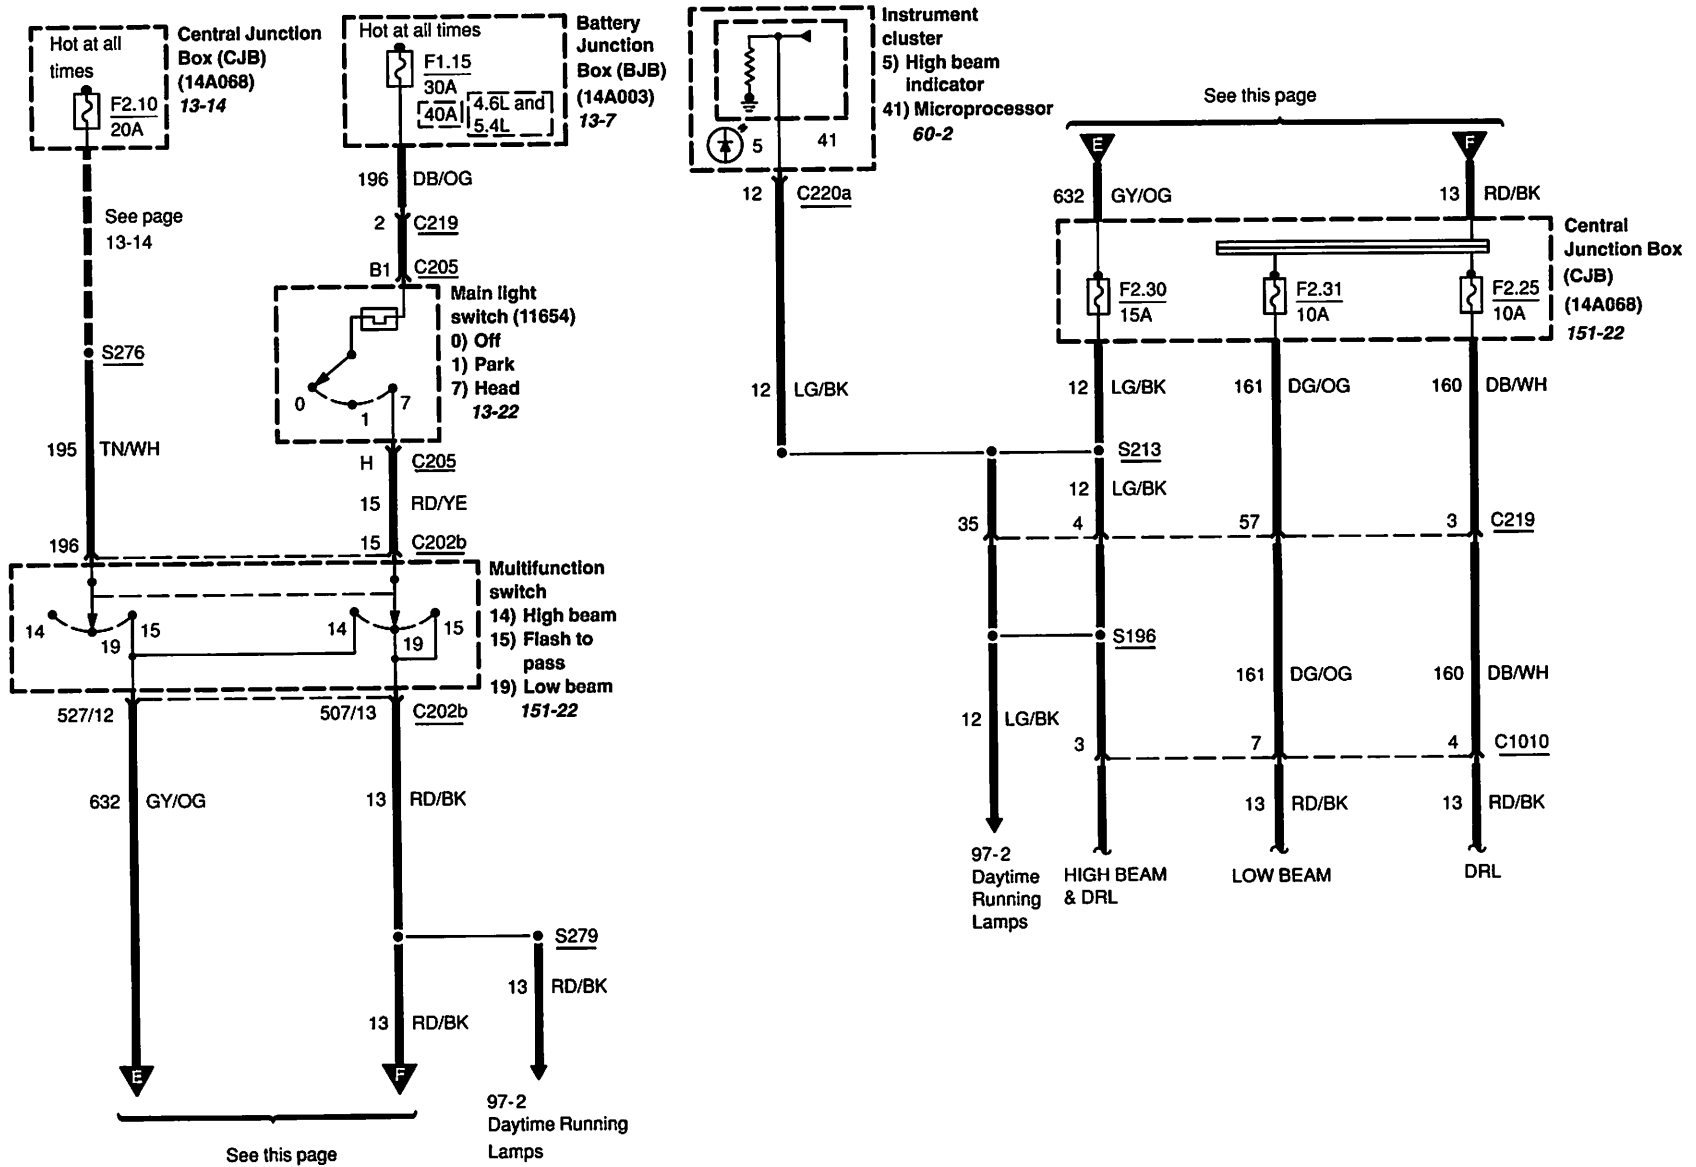 Hot at all
times
F2.10
20A
Central Junction
Box (CJB)
(14A068)
13-14
Hot at all times
F1.15
30A
40A
4.6L and
5.4L
Battery
Junction
Box (BJB)
(14A003)
13-7
196 DB/OG
See page
13-14
2 C219
B1 C205
Main light
switch (11654)
0) Off
1) Park
7) Head
13-22
0
1
7
S276
195 TN/WH
H C205
15 RD/YE
196
15 C202b
Multifunction
switch
14) High beam
15) Flash to
pass
19) Low beam
151-22
14
19
15
14
19
15
527/12
507/13 C202b
632 GY/OG
13 RD/BK
S279
13 RD/BK
13 RD/BK
E
F
See this page
97-2
Daytime Running
Lamps
Instrument
cluster
5) High beam
indicator
41) Microprocessor
60-2
5
41
12 C220a
12 LG/BK
See this page
E
F
632 GY/OG
13 RD/BK
Central
Junction Box
(CJB)
(14A068)
151-22
F2.30
15A
F2.31
10A
F2.25
10A
12 LG/BK
161 DG/OG
160 DB/WH
S213
12 LG/BK
35
4
57
3 C219
S196
161 DG/OG
160 DB/WH
12 LG/BK
3
7
4 C1010
13 RD/BK
13 RD/BK
97-2
Daytime
Running
Lamps
HIGH BEAM
& DRL
LOW BEAM
DRL